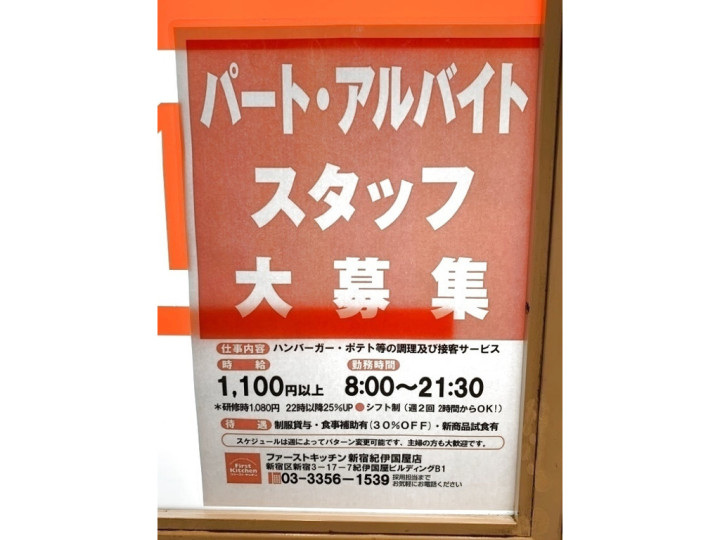 パート・アルバイト
スタッフ
大募集
仕事内容 ハンバーガー・ポテト等の調理及び接客サービス
時給 勤務時間
1,100円以上 8:00～21:30
＊研修時1,080円 22時以降25%UP ●シフト制（週2回 2時間からOK!）
待遇 制服貸与・食事補助有（30%OFF）・新商品試食有
スケジュールは週によってパターン変更可能です、主婦の方も大歓迎です。
First Kitchen
ファーストキッチン 新宿紀伊国屋店
新宿区新宿3－17－7紀伊国屋ビルディングB1
03-3356-1539 採用担当まで
お気軽にお電話ください